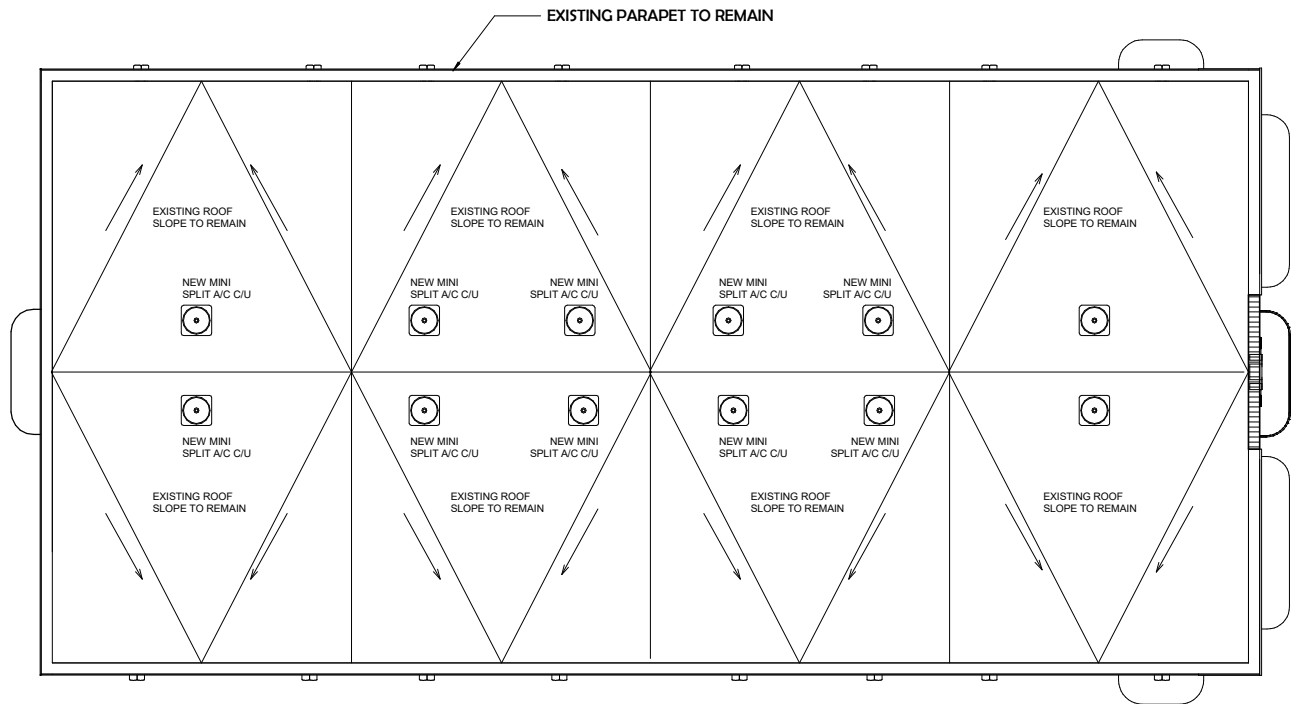 EXISTING PARAPET TO REMAIN
EXISTING ROOF
SLOPE TO REMAIN
EXISTING ROOF
SLOPE TO REMAIN
EXISTING ROOF
SLOPE TO REMAIN
EXISTING ROOF
SLOPE TO REMAIN
NEW MINI
SPLIT A/C C/U
NEW MINI
SPLIT A/C C/U
NEW MINI
SPLIT A/C C/U
NEW MINI
SPLIT A/C C/U
NEW MINI
SPLIT A/C C/U
NEW MINI
SPLIT A/C C/U
NEW MINI
SPLIT A/C C/U
NEW MINI
SPLIT A/C C/U
NEW MINI
SPLIT A/C C/U
NEW MINI
SPLIT A/C C/U
EXISTING ROOF
SLOPE TO REMAIN
EXISTING ROOF
SLOPE TO REMAIN
EXISTING ROOF
SLOPE TO REMAIN
EXISTING ROOF
SLOPE TO REMAIN